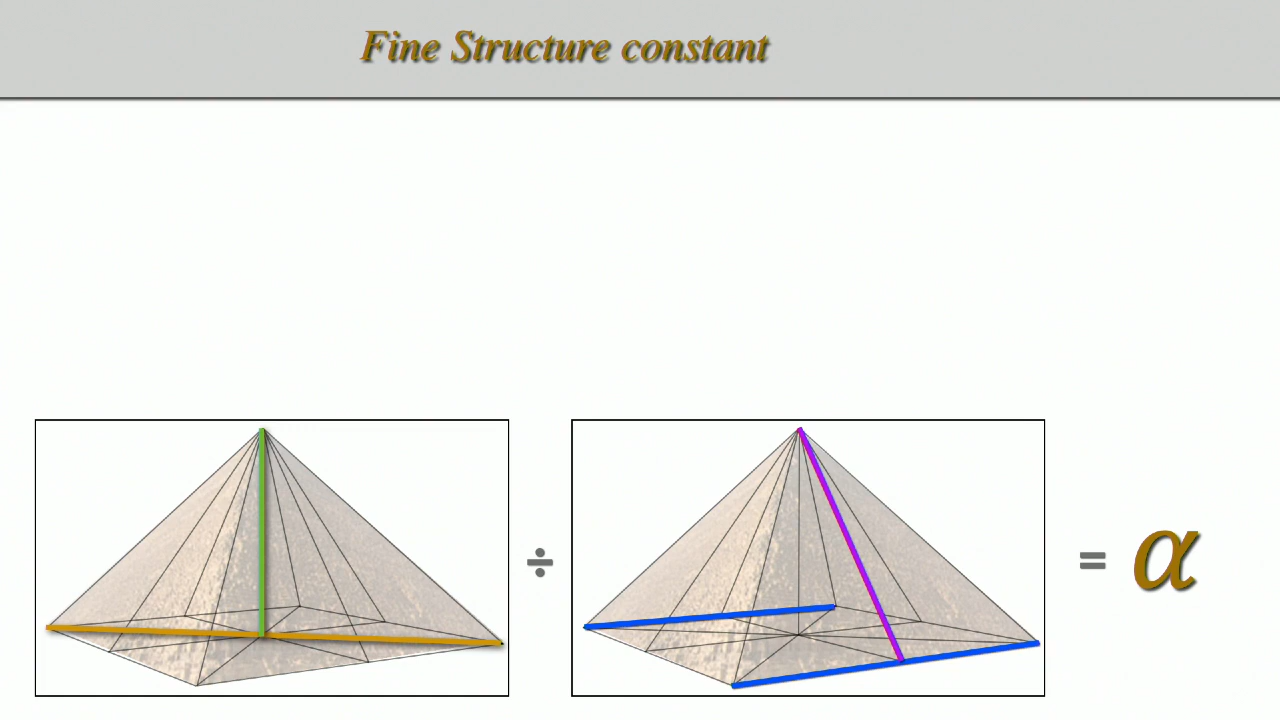 Fine Structure constant
÷ = α